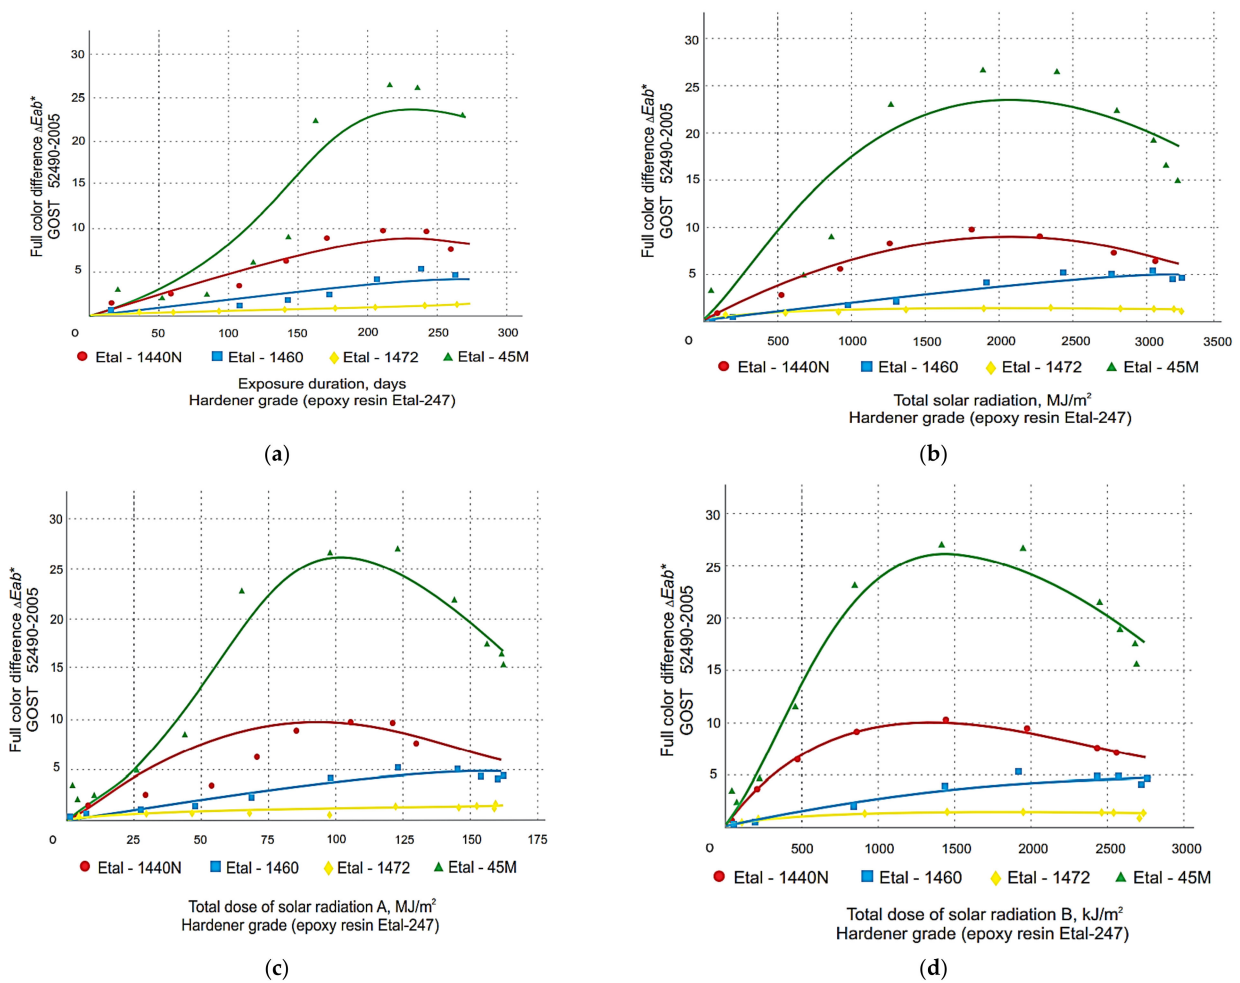 Full color difference △Eab*
GOST 52490-2005
30
25
20
15
10
5
0
50
100
150
200
250
300
Etal - 1440N
Etal - 1460
Etal - 1472
Etal - 45M
Exposure duration, days
Hardener grade (epoxy resin Etal-247)
(a)
Full color difference △Eab*
GOST 52490-2005
30
25
20
15
10
5
0
500
1000
1500
2000
2500
3000
3500
Etal - 1440N
Etal - 1460
Etal - 1472
Etal - 45M
Total solar radiation, MJ/m²
Hardener grade (epoxy resin Etal-247)
(b)
Full color difference △Eab*
GOST 52490-2005
30
25
20
15
10
5
0
25
50
75
100
125
150
175
Etal - 1440N
Etal - 1460
Etal - 1472
Etal - 45M
Total dose of solar radiation A, MJ/m²
Hardener grade (epoxy resin Etal-247)
(c)
Full color difference △Eab*
GOST 52490-2005
30
25
20
15
10
5
0
500
1000
1500
2000
2500
3000
Etal - 1440N
Etal - 1460
Etal - 1472
Etal - 45M
Total dose of solar radiation B, kJ/m²
Hardener grade (epoxy resin Etal-247)
(d)